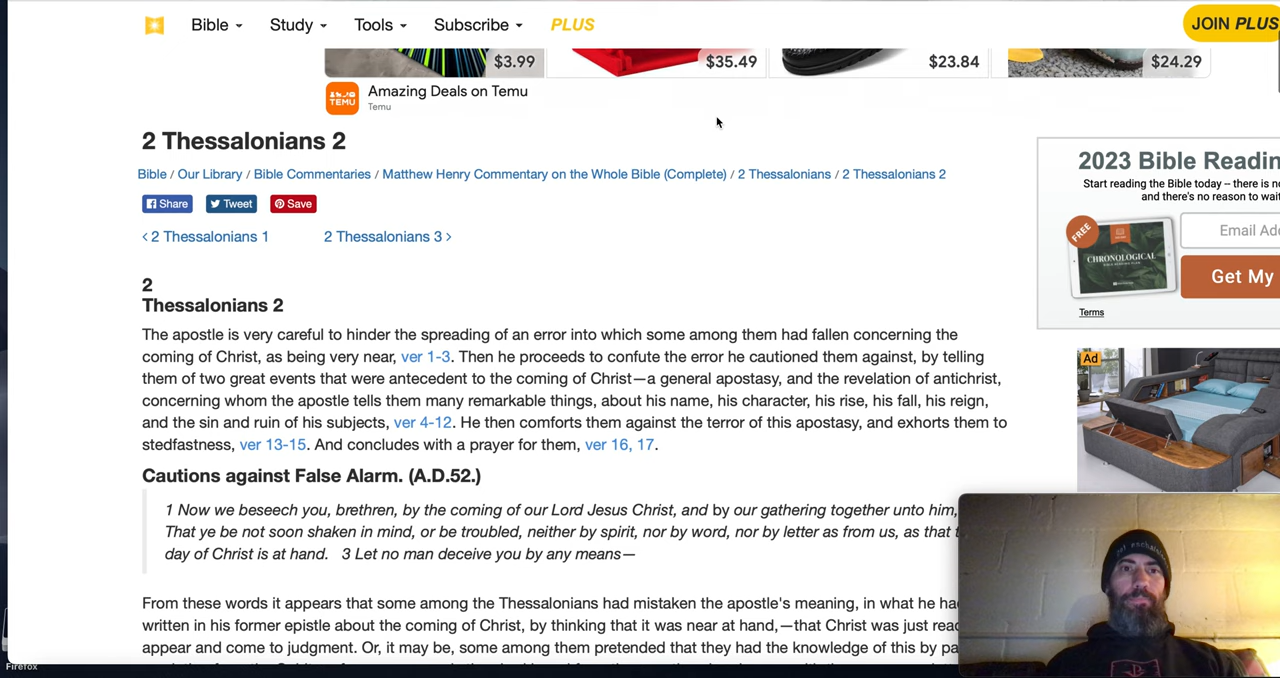 Bible Study Tools Subscribe PLUS JOIN PLUS
$3.99 $35.49 $23.84 $24.29
TEMU
Amazing Deals on Temu
Temu
2 Thessalonians 2
Bible / Our Library / Bible Commentaries / Matthew Henry Commentary on the Whole Bible (Complete) / 2 Thessalonians / 2 Thessalonians 2
Share Tweet Save
‹ 2 Thessalonians 1 2 Thessalonians 3 ›
2
Thessalonians 2
The apostle is very careful to hinder the spreading of an error into which some among them had fallen concerning the
coming of Christ, as being very near, ver 1-3. Then he proceeds to confute the error he cautioned them against, by telling
them of two great events that were antecedent to the coming of Christ—a general apostasy, and the revelation of antichrist,
concerning whom the apostle tells them many remarkable things, about his name, his character, his rise, his fall, his reign,
and the sin and ruin of his subjects, ver 4-12. He then comforts them against the terror of this apostasy, and exhorts them to
stedfastness, ver 13-15. And concludes with a prayer for them, ver 16, 17.
Cautions against False Alarm. (A.D.52.)
1 Now we beseech you, brethren, by the coming of our Lord Jesus Christ, and by our gathering together unto him,
That ye be not soon shaken in mind, or be troubled, neither by spirit, nor by word, nor by letter as from us, as that
day of Christ is at hand. 3 Let no man deceive you by any means—
From these words it appears that some among the Thessalonians had mistaken the apostle's meaning, in what he
written in his former epistle about the coming of Christ, by thinking that it was near at hand,—that Christ was just
appear and come to judgment. Or, it may be, some among them pretended that they had the knowledge of this by
2023 Bible
Start reading the Bible today – there is
and there's no reason to
FREE
CHRONOLOGICAL
Email
Get My
Terms
Ad
Firefox